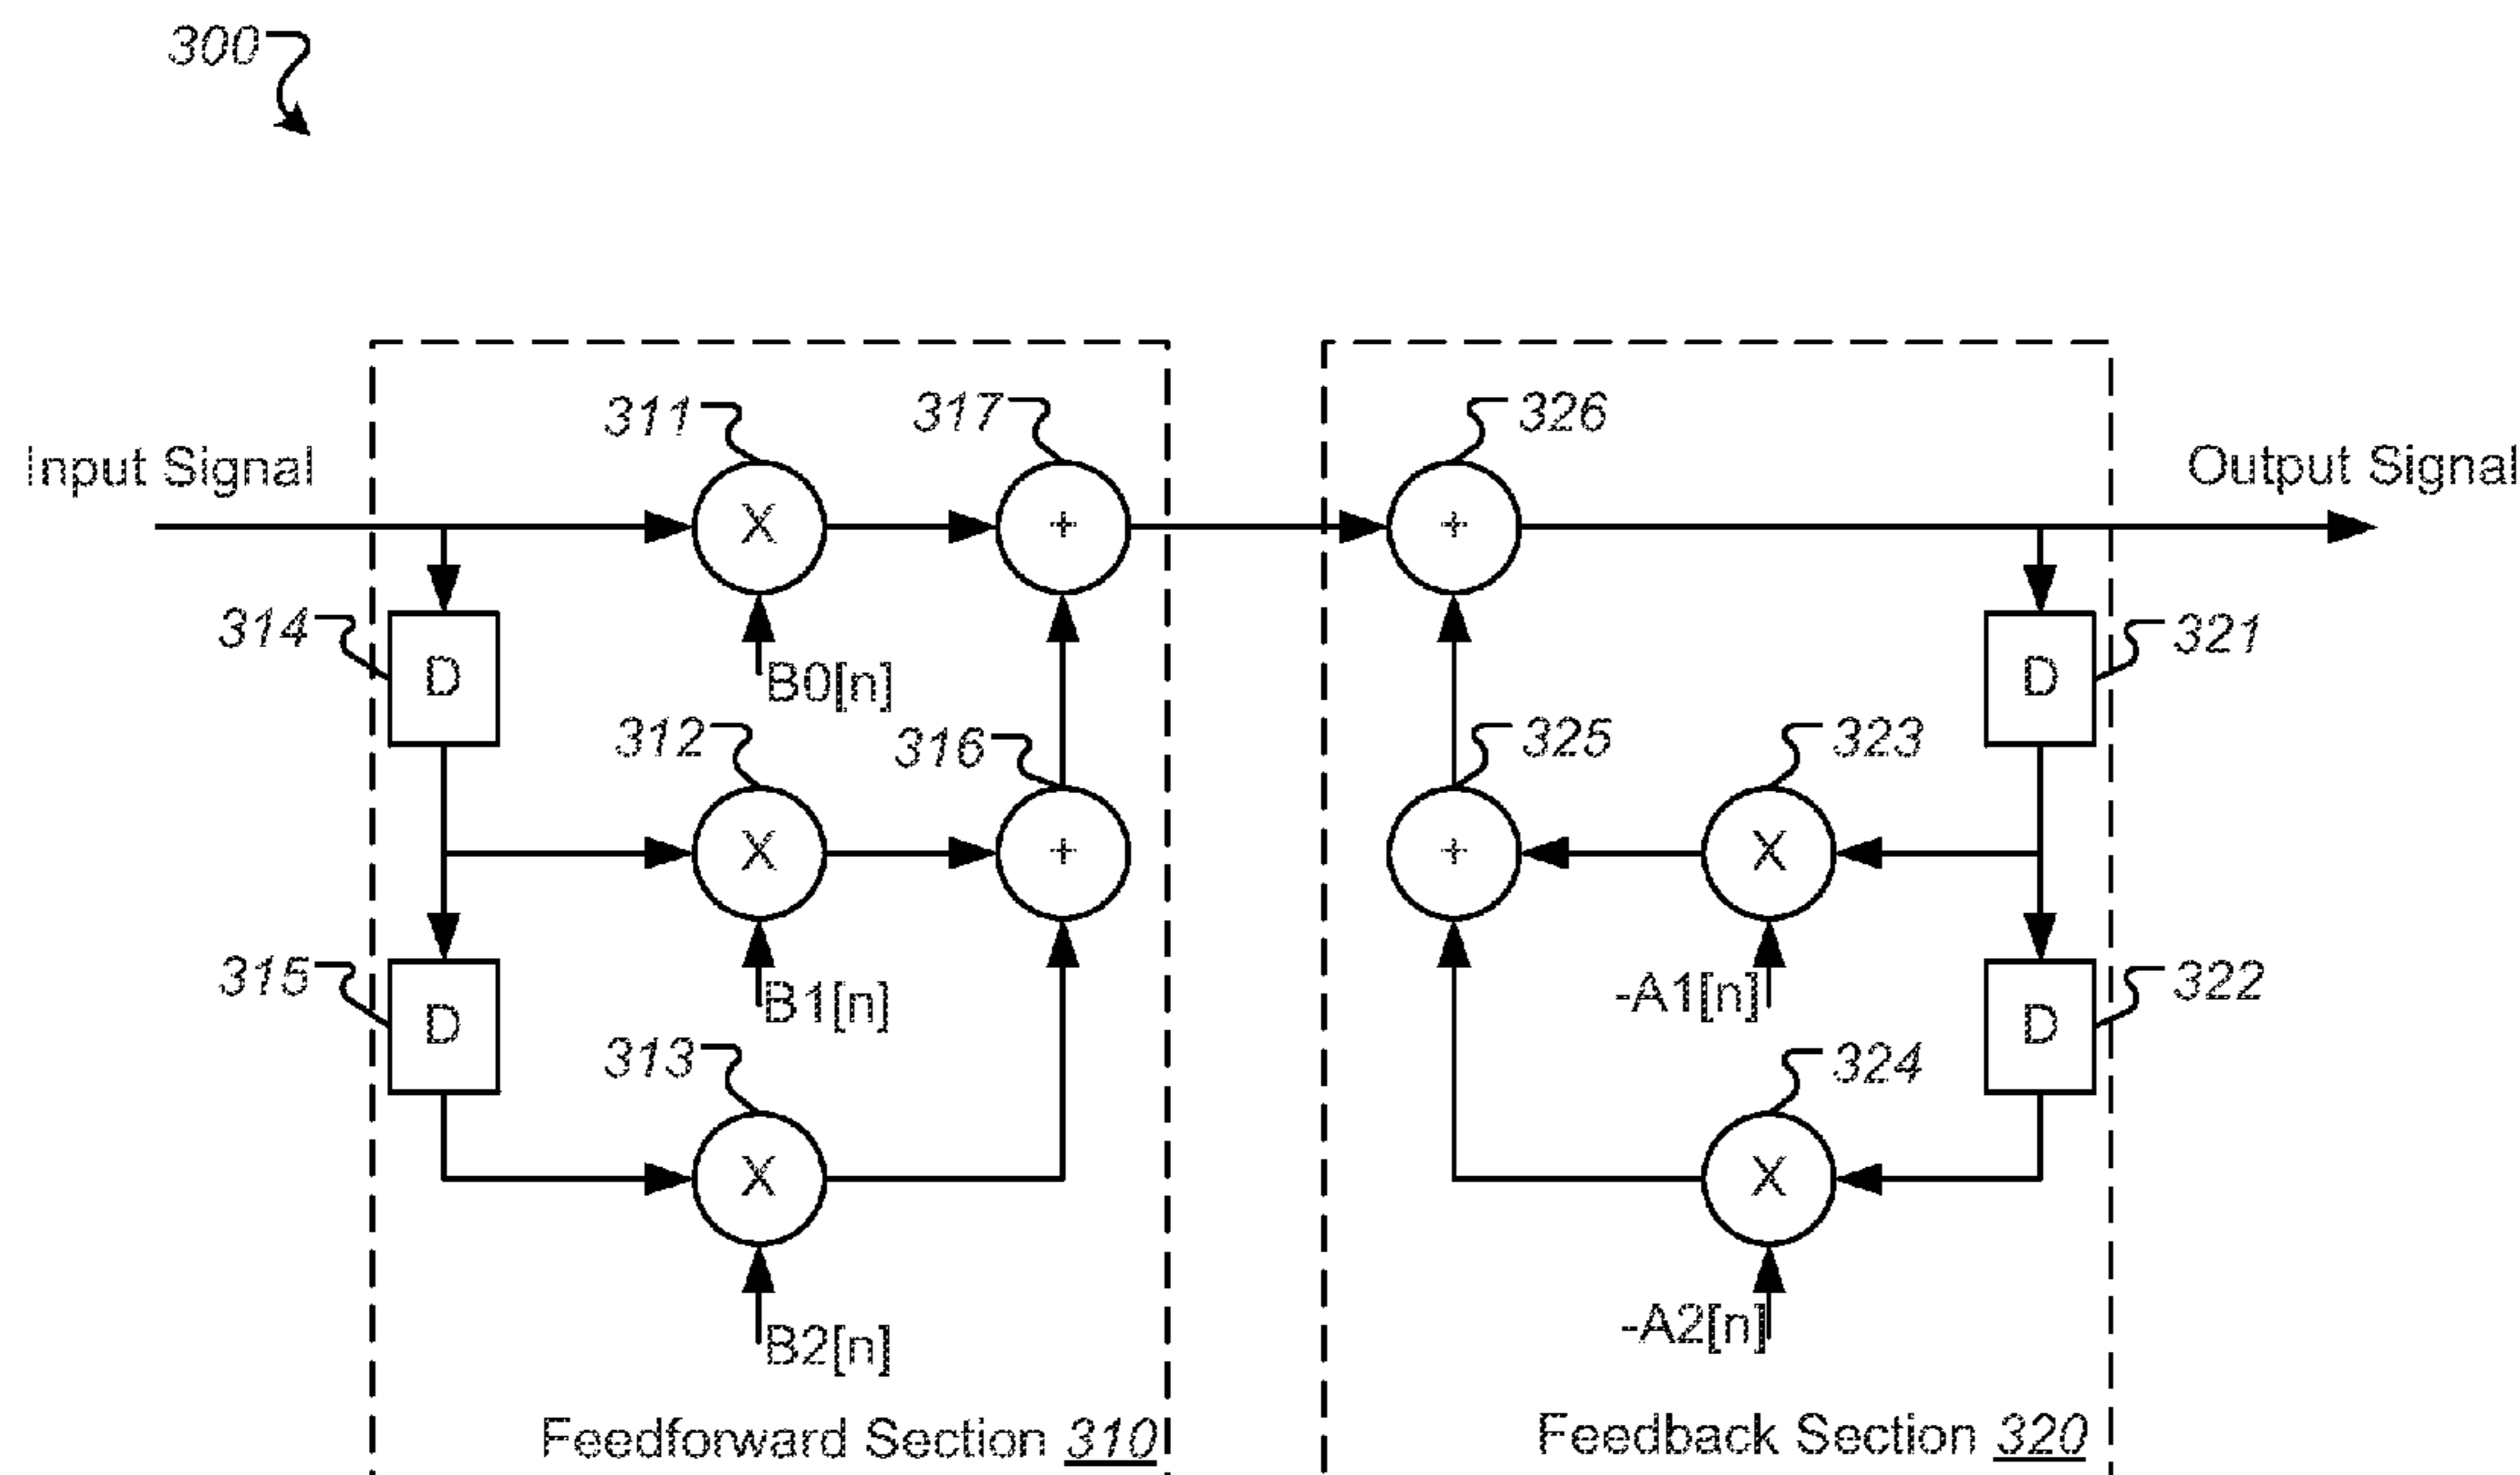 300
311
317
326
Input Signal
Output Signal
X
+
+
314
D
B0[n]
D
321
312
316
325
323
X
+
+
X
315
D
B1[n]
-A1[n]
D
322
313
324
X
X
B2[n]
-A2[n]
Feedforward Section 310
Feedback Section 320